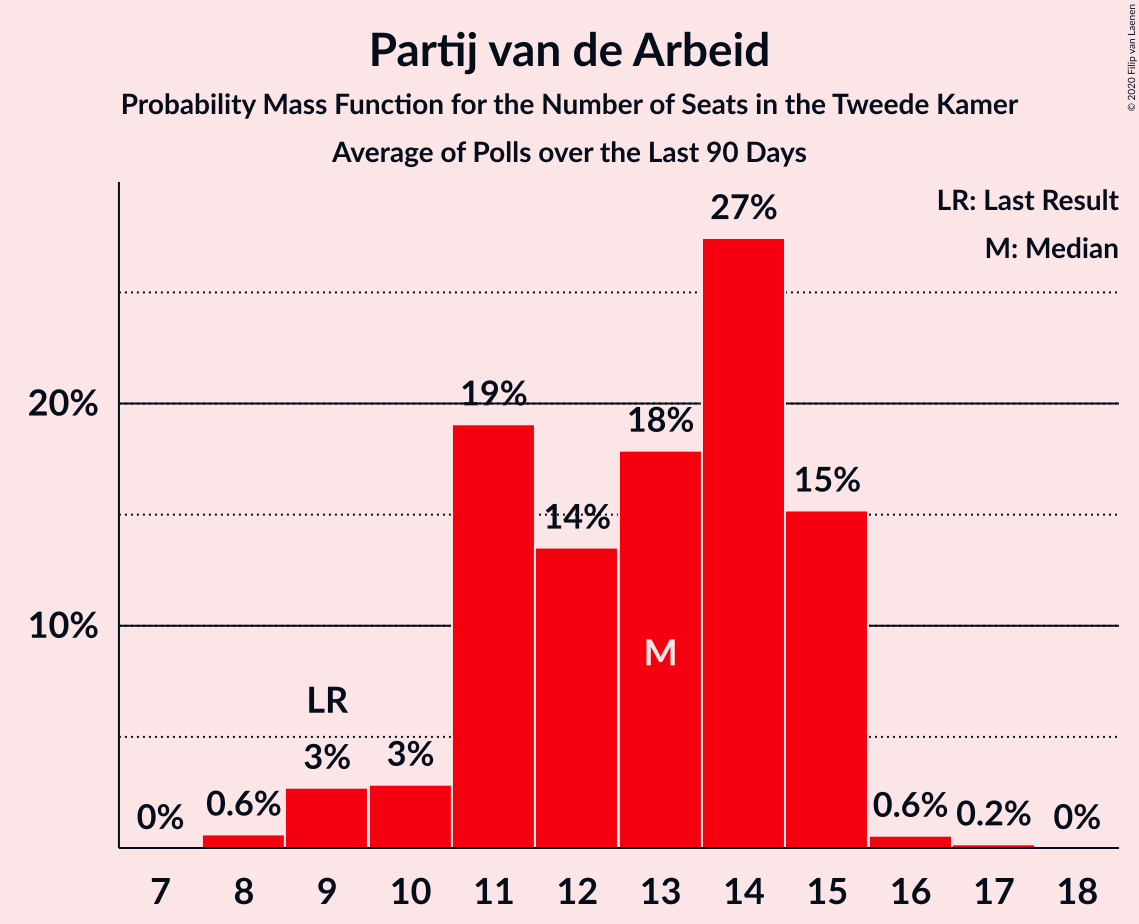 Partij van de Arbeid
Probability Mass Function for the Number of Seats in the Tweede Kamer
Average of Polls over the Last 90 Days
© 2020 Filip van Laenen
LR: Last Result
M: Median
20%
10%
0%
0.6%
LR
3%
3%
19%
14%
18%
M
27%
15%
0.6%
0.2%
0%
7 8 9 10 11 12 13 14 15 16 17 18